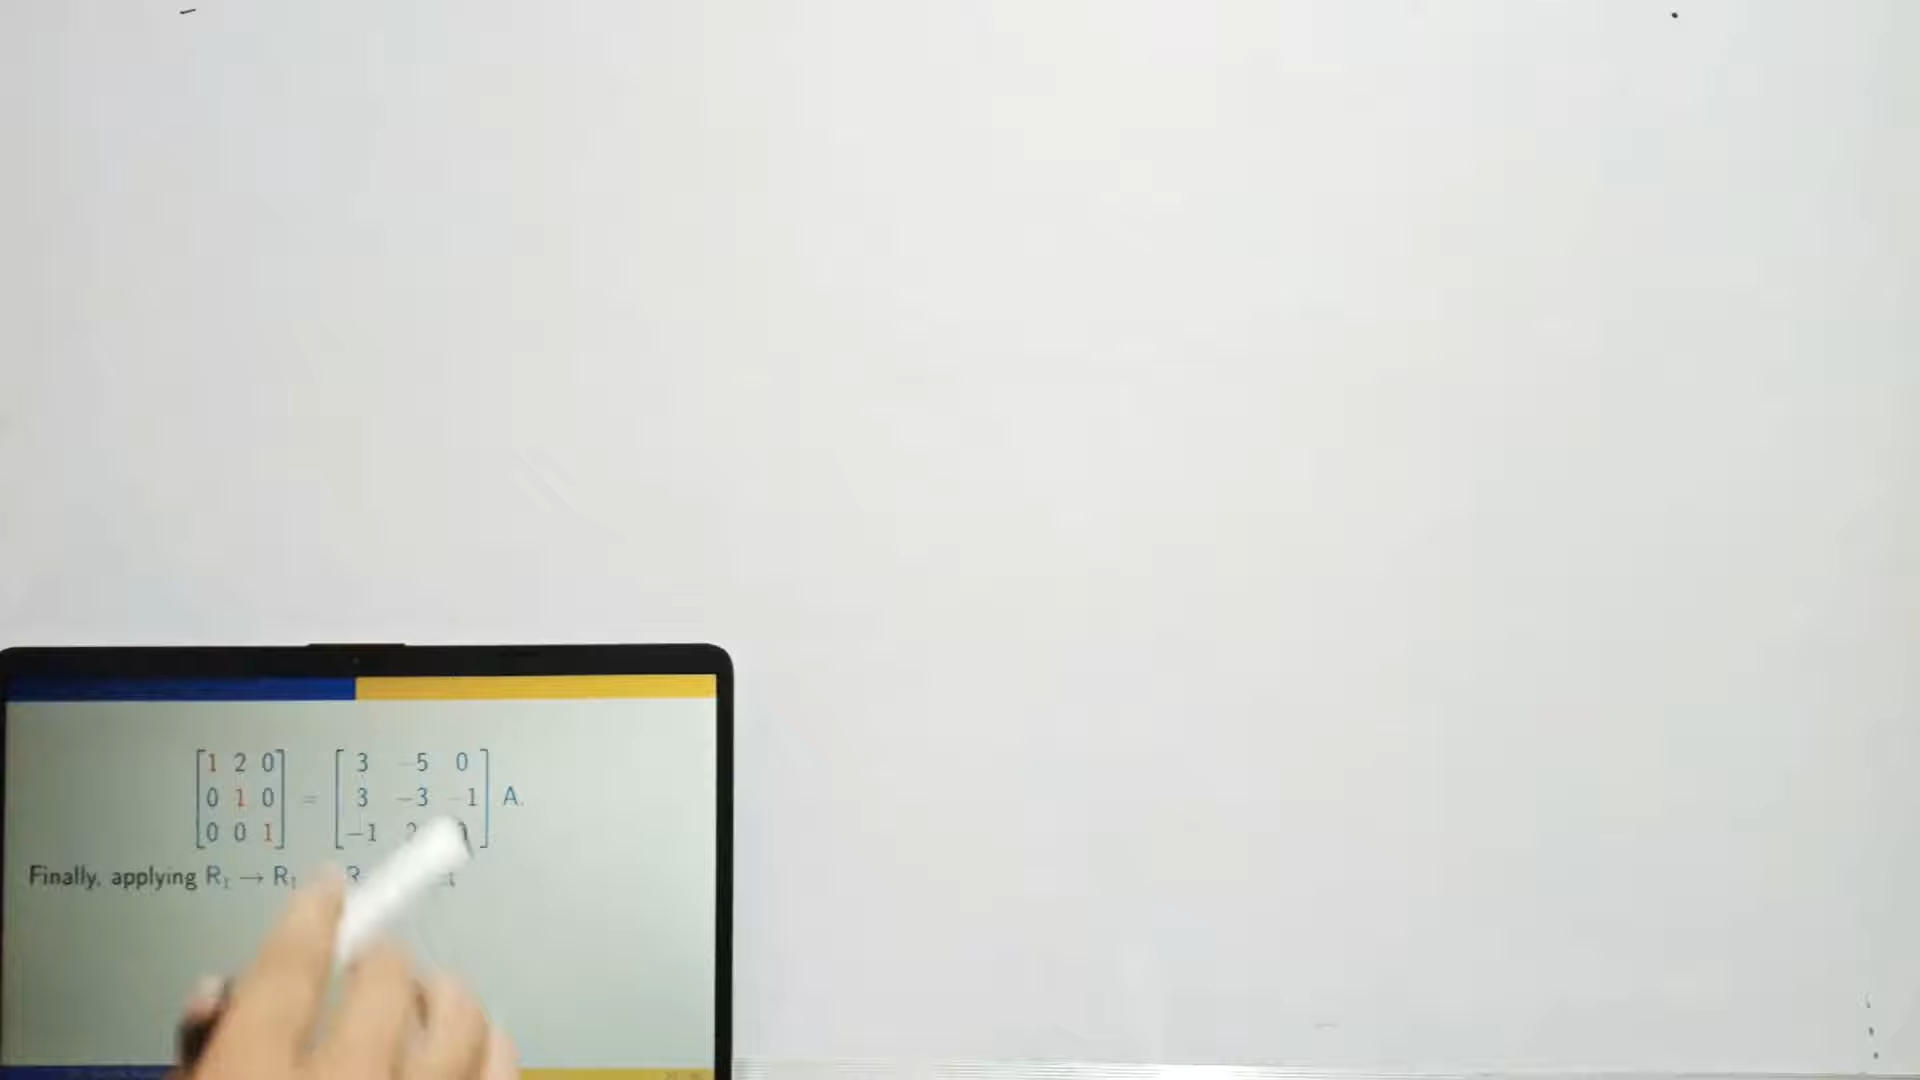 1 2 0 3 -5 0
0 1 0 = 3 -3 -1 A.
0 0 1 -1 2
Finally, applying R₁ → R₁ R